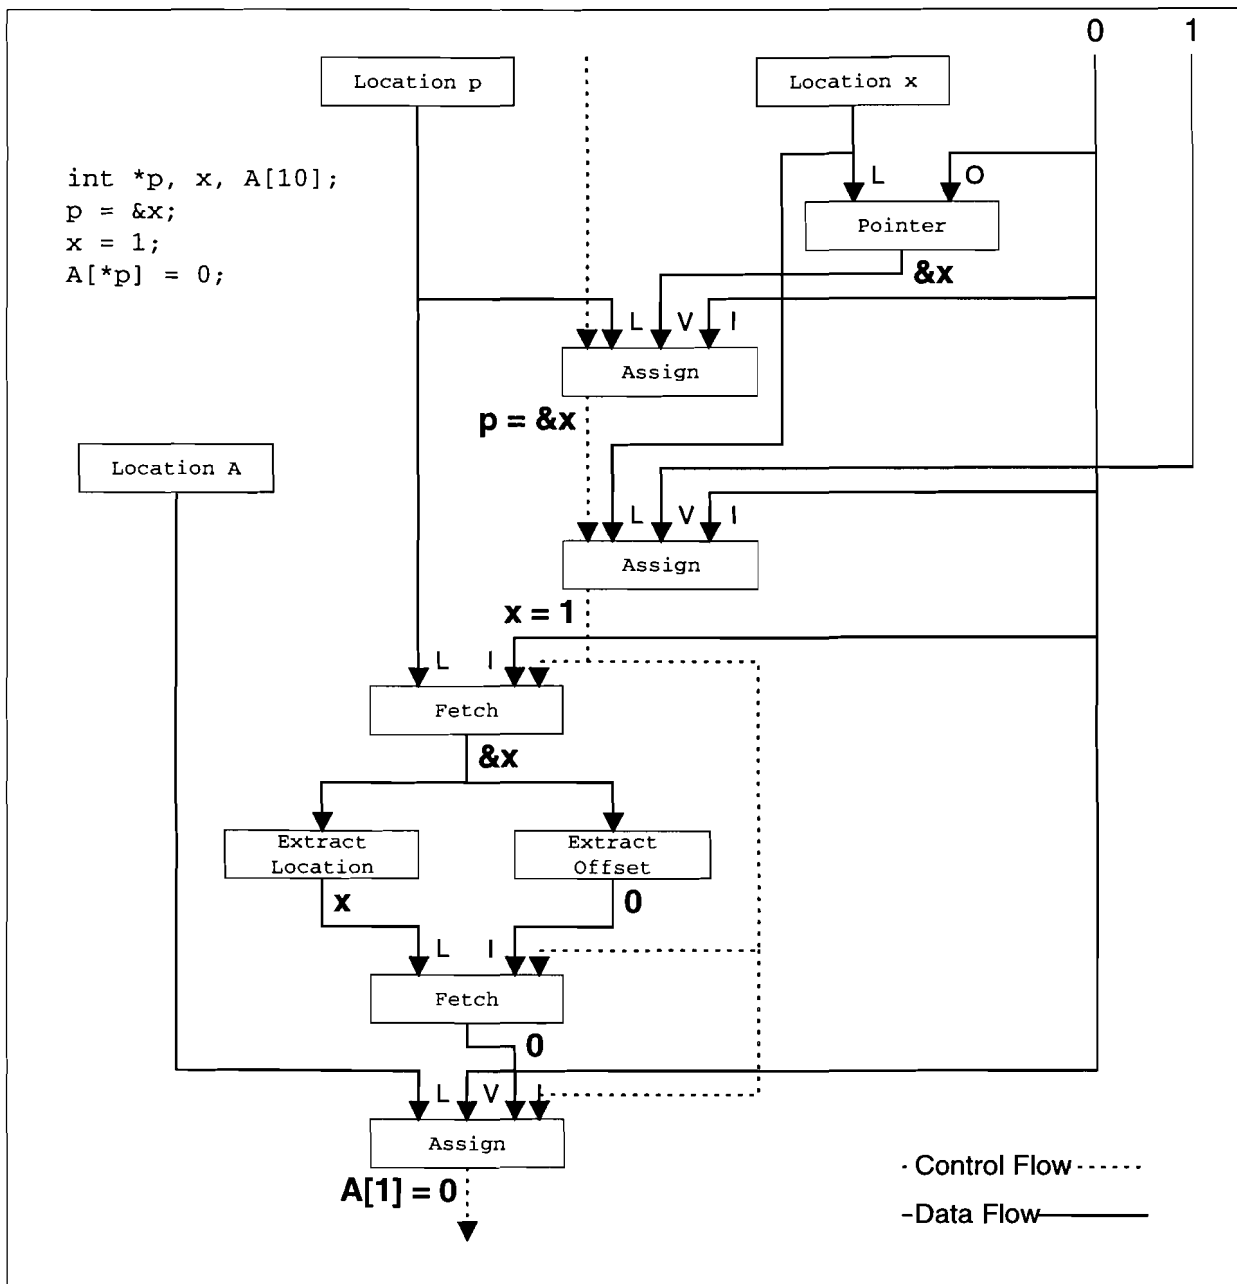 0 1
Location p
Location x
int *p, x, A[10];
p = &x;
x = 1;
A[*p] = 0;
L O
Pointer
&x
L V I
Assign
p = &x
Location A
L V I
Assign
x = 1
L I
Fetch
&x
Extract
Location
Extract
Offset
x
0
L I
Fetch
0
L V I
Assign
A[1] = 0
Control Flow
Data Flow